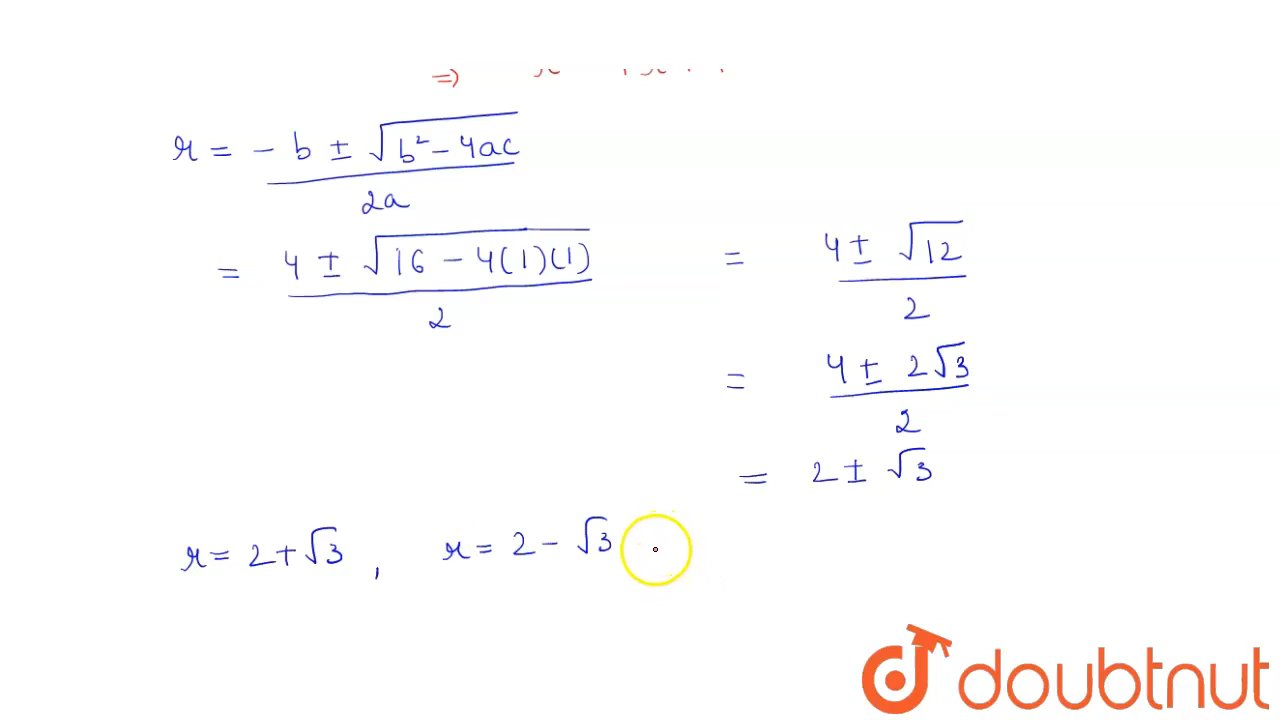 ⇒
r = - b ± √b² - 4ac
2a
= 4 ± √16 - 4(1)(1)
2
= 4 ± √12
2
= 4 ± 2√3
2
= 2 ± √3
r = 2 + √3 , r = 2 - √3
doubtnut